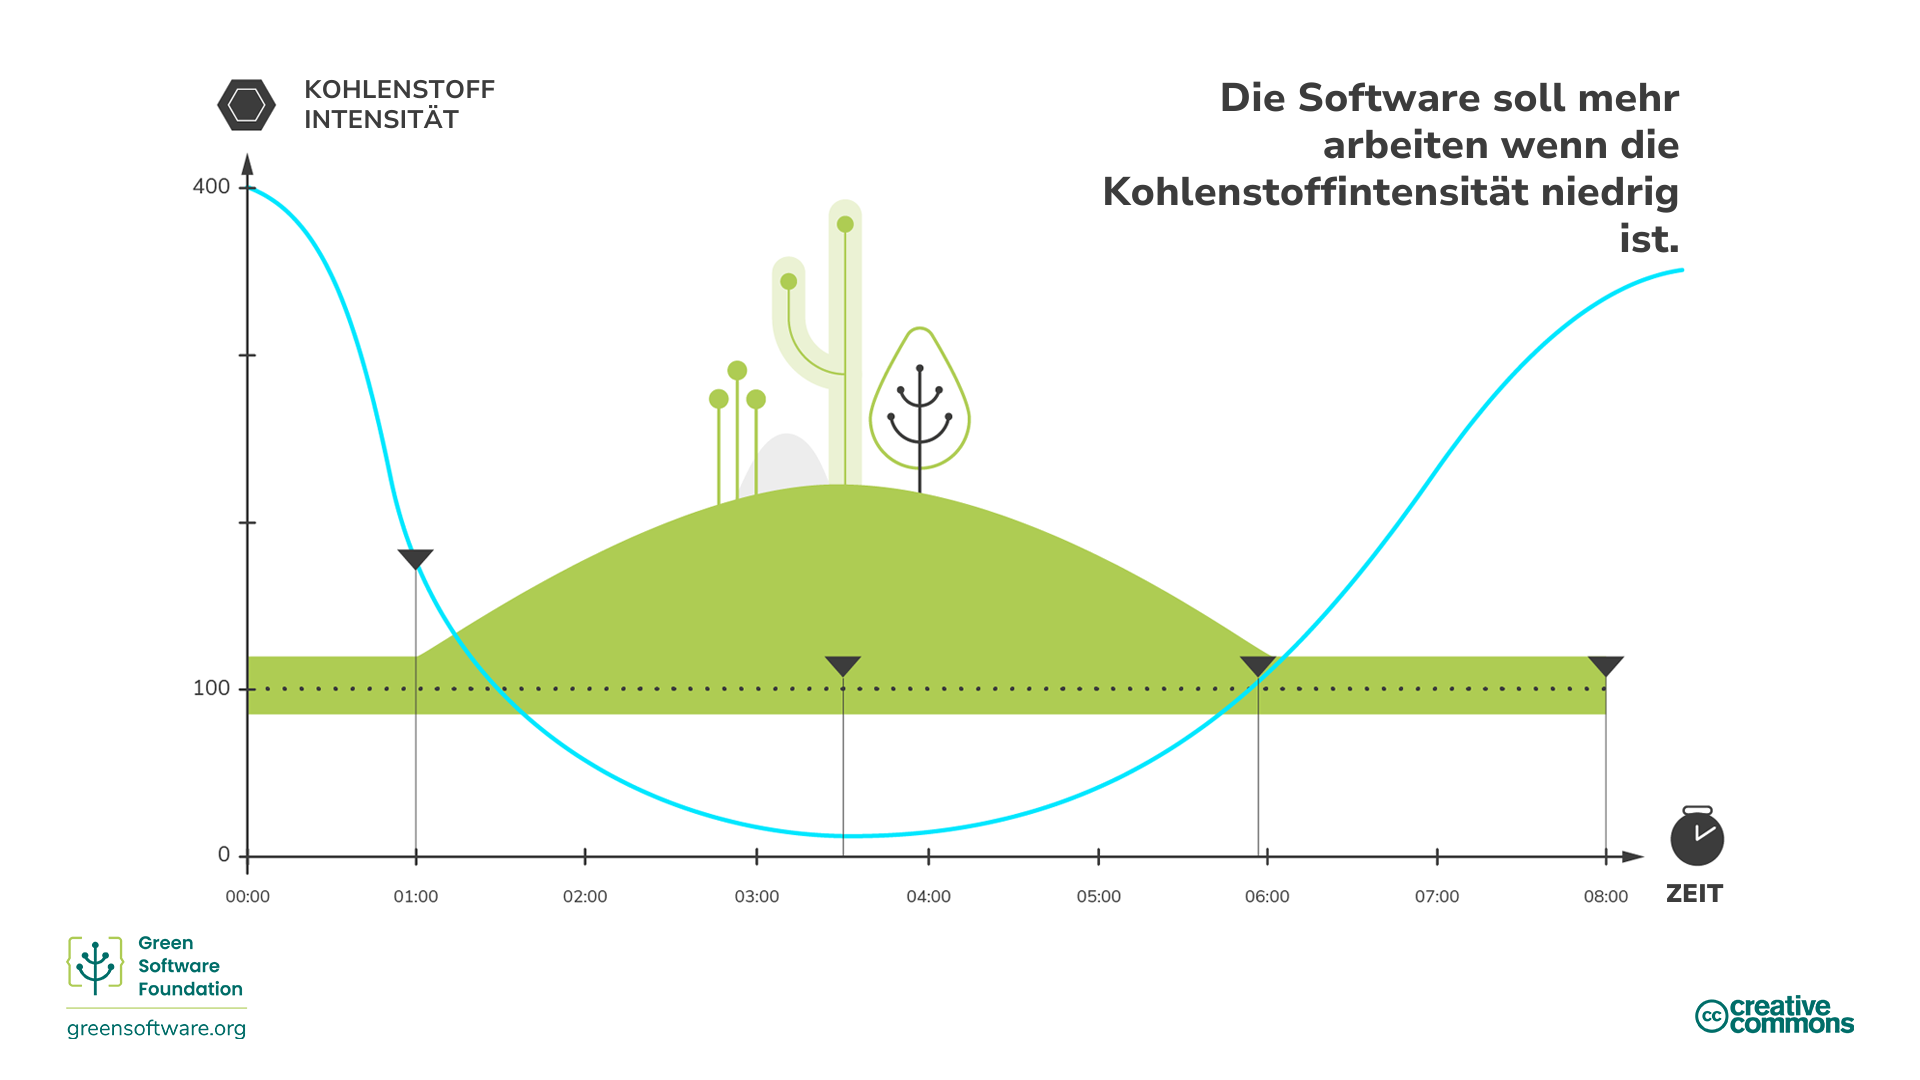 KOHLENSTOFF
INTENSITÄT
Die Software soll mehr
arbeiten wenn die
Kohlenstoffintensität niedrig
ist.
400
100
0
00:00
01:00
02:00
03:00
04:00
05:00
06:00
07:00
08:00
ZEIT
Green
Software
Foundation
greensoftware.org
cc creative
commons